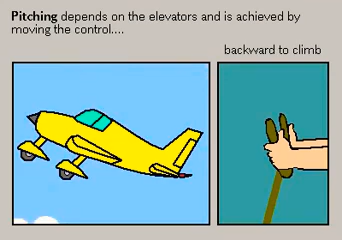 Pitching depends on the elevators and is achieved by
moving the control....
backward to climb